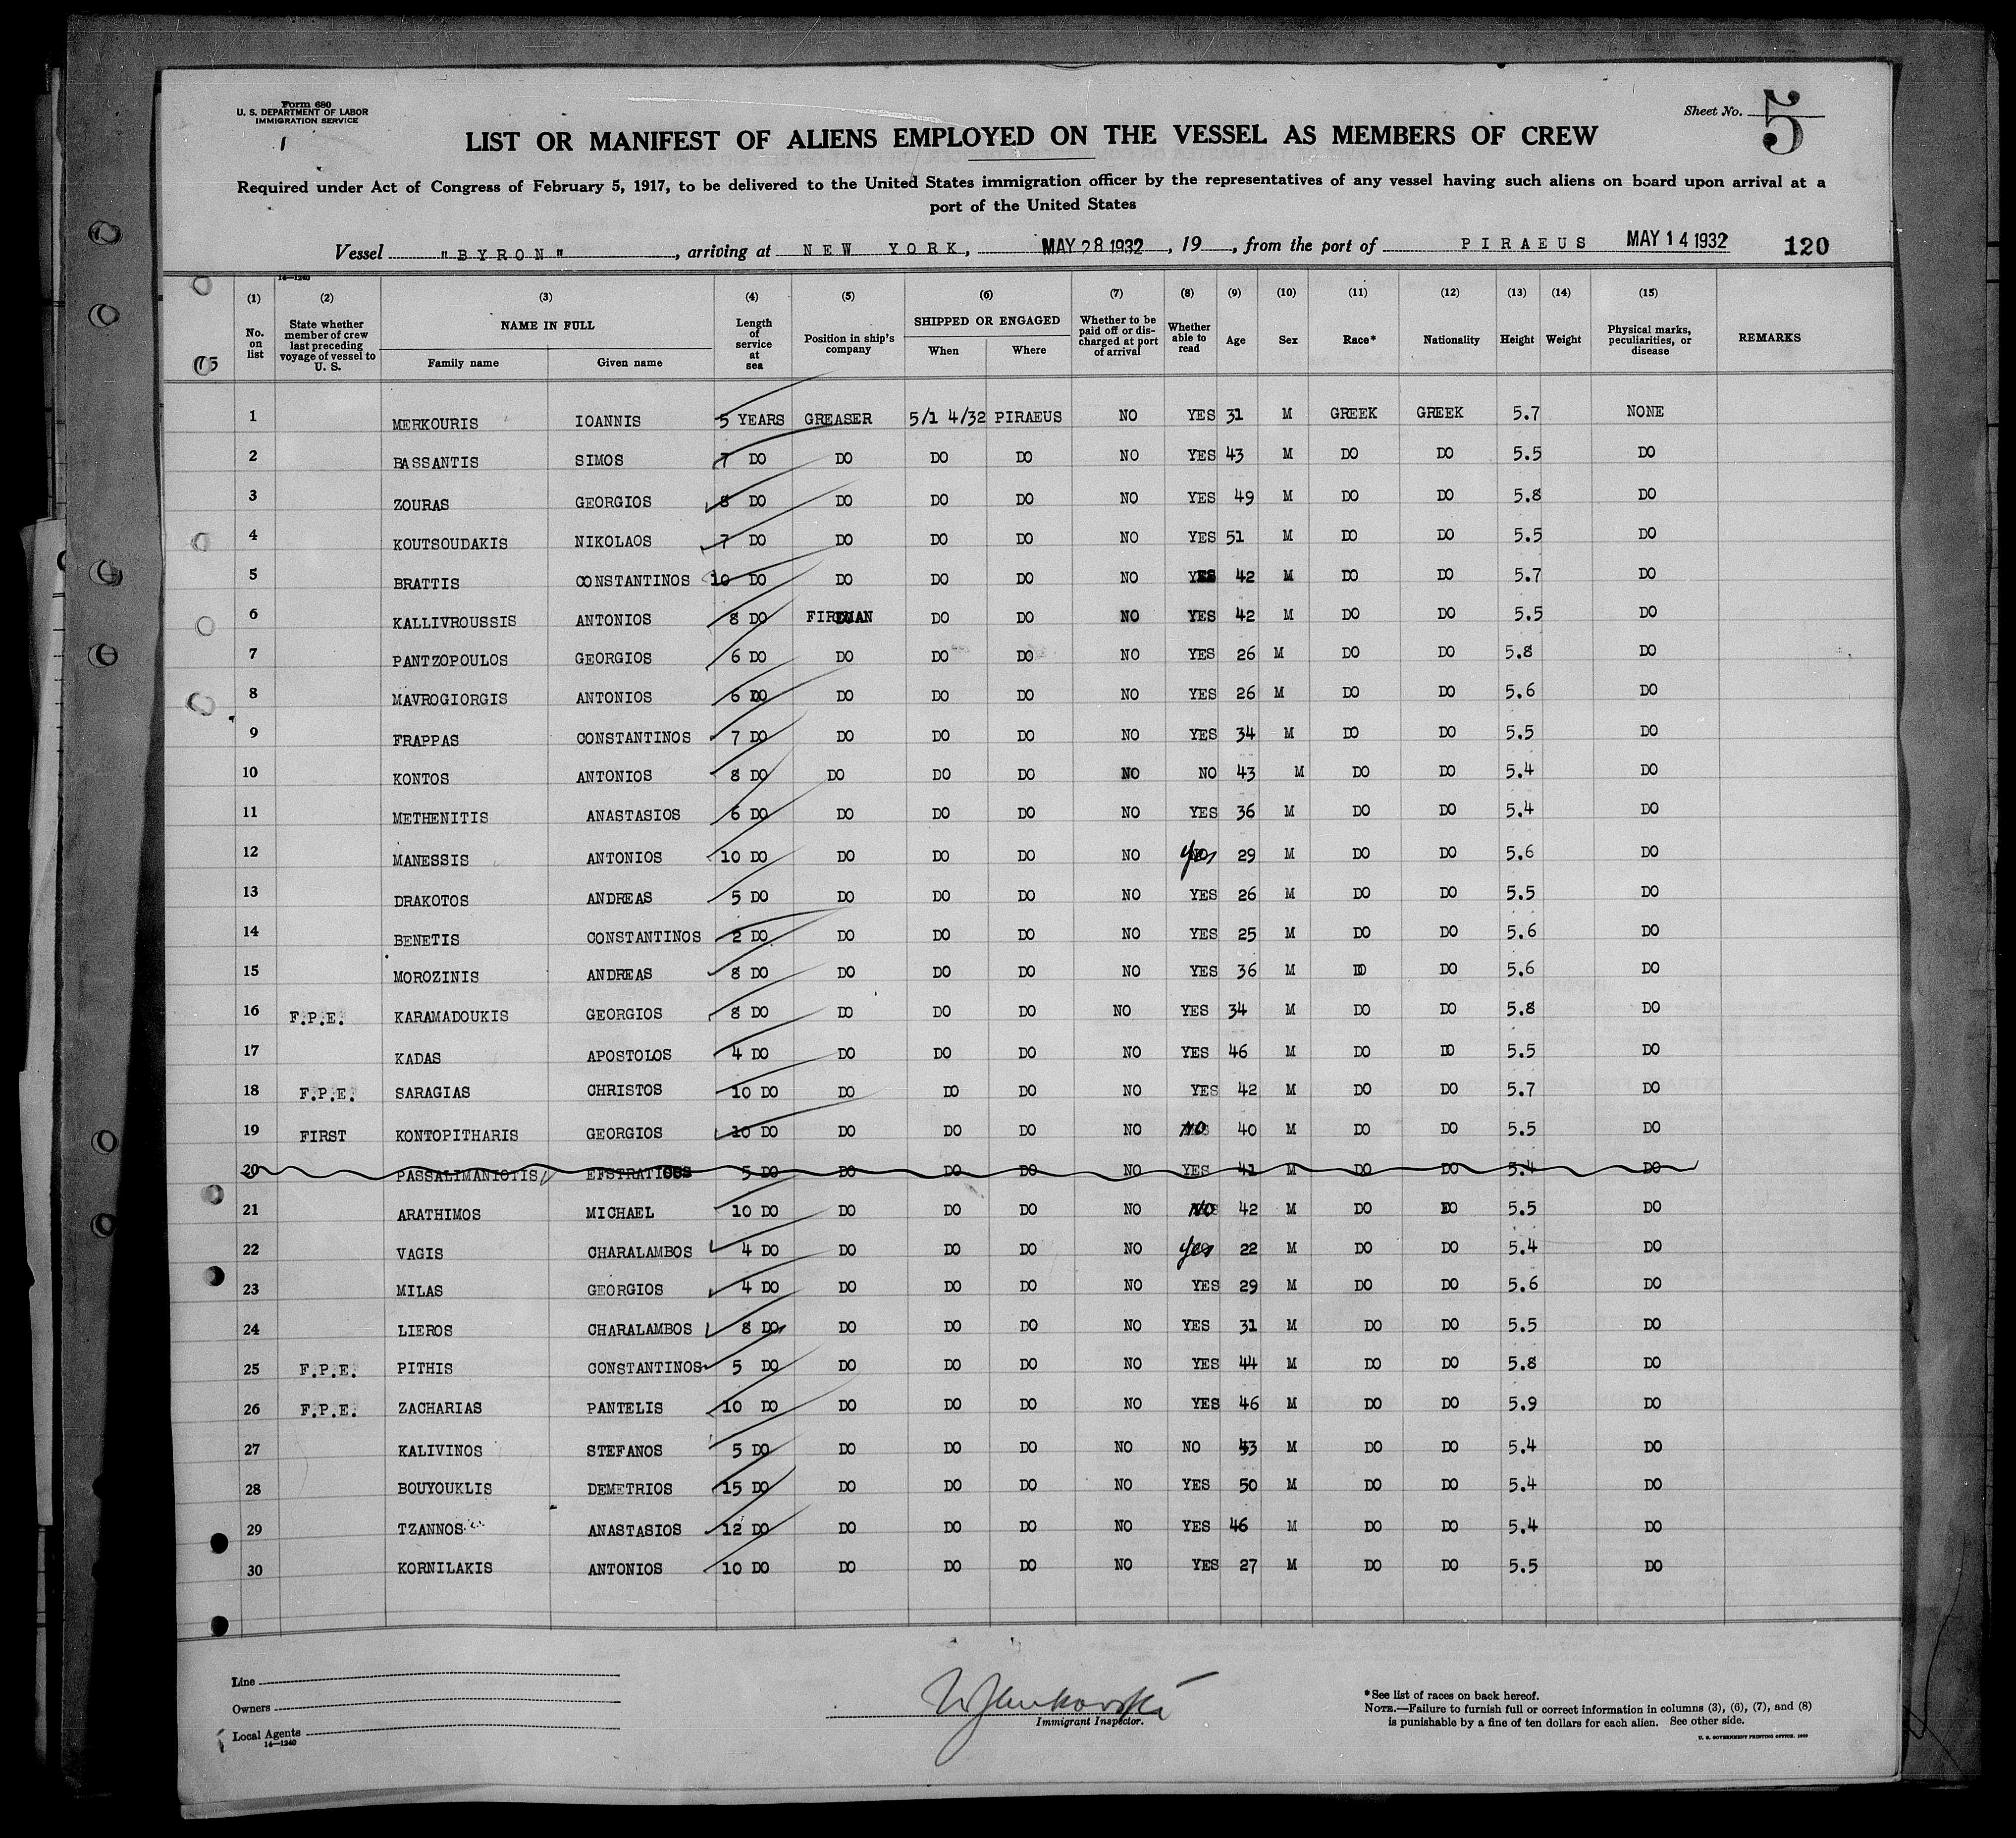 Form 680
U. S. DEPARTMENT OF LABOR
IMMIGRATION SERVICE
1
Sheet No. 5
LIST OR MANIFEST OF ALIENS EMPLOYED ON THE VESSEL AS MEMBERS OF CREW
Required under Act of Congress of February 5, 1917, to be delivered to the United States immigration officer by the representatives of any vessel having such aliens on board upon arrival at a
port of the United States
Vessel "BYRON", arriving at NEW YORK, MAY 28 1932, 19 , from the port of PIRAEUS MAY 14 1932 120
14—1240
(1) No. on list (2) State whether member of crew last preceding voyage of vessel to U. S. (3) NAME IN FULL Family name Given name (4) Length of service at sea (5) Position in ship's company (6) SHIPPED OR ENGAGED When Where (7) Whether to be paid off or discharged at port of arrival (8) Whether able to read (9) Age (10) Sex (11) Race* (12) Nationality (13) Height (14) Weight (15) Physical marks, peculiarities, or disease REMARKS
1 MERKOURIS IOANNIS 5 YEARS GREASER 5/1 4/32 PIRAEUS NO YES 31 M GREEK GREEK 5.7 NONE
2 BASSANTIS SIMOS 7 DO DO DO DO NO YES 43 M DO DO 5.5 DO
3 ZOURAS GEORGIOS 8 DO DO DO DO NO YES 49 M DO DO 5.8 DO
4 KOUTSOUDAKIS NIKOLAOS 7 DO DO DO DO NO YES 51 M DO DO 5.5 DO
5 BRATTIS CONSTANTINOS 10 DO DO DO DO NO YES 42 M DO DO 5.7 DO
6 KALLIVROUSSIS ANTONIOS 8 DO FIREMAN DO DO NO YES 42 M DO DO 5.5 DO
7 PANTZOPOULOS GEORGIOS 6 DO DO DO DO NO YES 26 M DO DO 5.8 DO
8 MAVROGIORGIS ANTONIOS 6 DO DO DO DO NO YES 26 M DO DO 5.6 DO
9 FRAPPAS CONSTANTINOS 7 DO DO DO DO NO YES 34 M DO DO 5.5 DO
10 KONTOS ANTONIOS 8 DO DO DO DO NO NO 43 M DO DO 5.4 DO
11 METHENITIS ANASTASIOS 6 DO DO DO DO NO YES 36 M DO DO 5.4 DO
12 MANESSIS ANTONIOS 10 DO DO DO DO NO yes 29 M DO DO 5.6 DO
13 DRAKOTOS ANDREAS 5 DO DO DO DO NO YES 26 M DO DO 5.5 DO
14 BENETIS CONSTANTINOS 2 DO DO DO DO NO YES 25 M DO DO 5.6 DO
15 MOROZINIS ANDREAS 8 DO DO DO DO NO YES 36 M DO DO 5.6 DO
16 F.P.E. KARAMADOUKIS GEORGIOS 8 DO DO DO DO NO YES 34 M DO DO 5.8 DO
17 KADAS APOSTOLOS 4 DO DO DO DO NO YES 46 M DO DO 5.5 DO
18 F.P.E. SARAGIAS CHRISTOS 10 DO DO DO DO NO YES 42 M DO DO 5.7 DO
19 FIRST KONTOPITHARIS GEORGIOS 10 DO DO DO DO NO NO 40 M DO DO 5.5 DO
20 PASSALIMANIOTIS EFSTRATIOS 5 DO DO DO DO NO YES 41 M DO DO 5.4 DO
21 ARATHIMOS MICHAEL 10 DO DO DO DO NO NO 42 M DO DO 5.5 DO
22 VAGIS CHARALAMBOS 4 DO DO DO DO NO yes 22 M DO DO 5.4 DO
23 MILAS GEORGIOS 4 DO DO DO DO NO YES 29 M DO DO 5.6 DO
24 LIEROS CHARALAMBOS 8 DO DO DO DO NO YES 31 M DO DO 5.5 DO
25 F.P.E. PITHIS CONSTANTINOS 5 DO DO DO DO NO YES 44 M DO DO 5.8 DO
26 F.P.E. ZACHARIAS PANTELIS 10 DO DO DO DO NO YES 46 M DO DO 5.9 DO
27 KALIVINOS STEFANOS 5 DO DO DO DO NO NO 43 M DO DO 5.4 DO
28 BOUYOUKLIS DEMETRIOS 15 DO DO DO DO NO YES 50 M DO DO 5.4 DO
29 TZANNOS ANASTASIOS 12 DO DO DO DO NO YES 46 M DO DO 5.4 DO
30 KORNILAKIS ANTONIOS 10 DO DO DO DO NO YES 27 M DO DO 5.5 DO
Line
Owners
Local Agents
14—1240
Immigrant Inspector.
*See list of races on back hereof.
NOTE.—Failure to furnish full or correct information in columns (3), (6), (7), and (8)
is punishable by a fine of ten dollars for each alien. See other side.
U. S. GOVERNMENT PRINTING OFFICE.